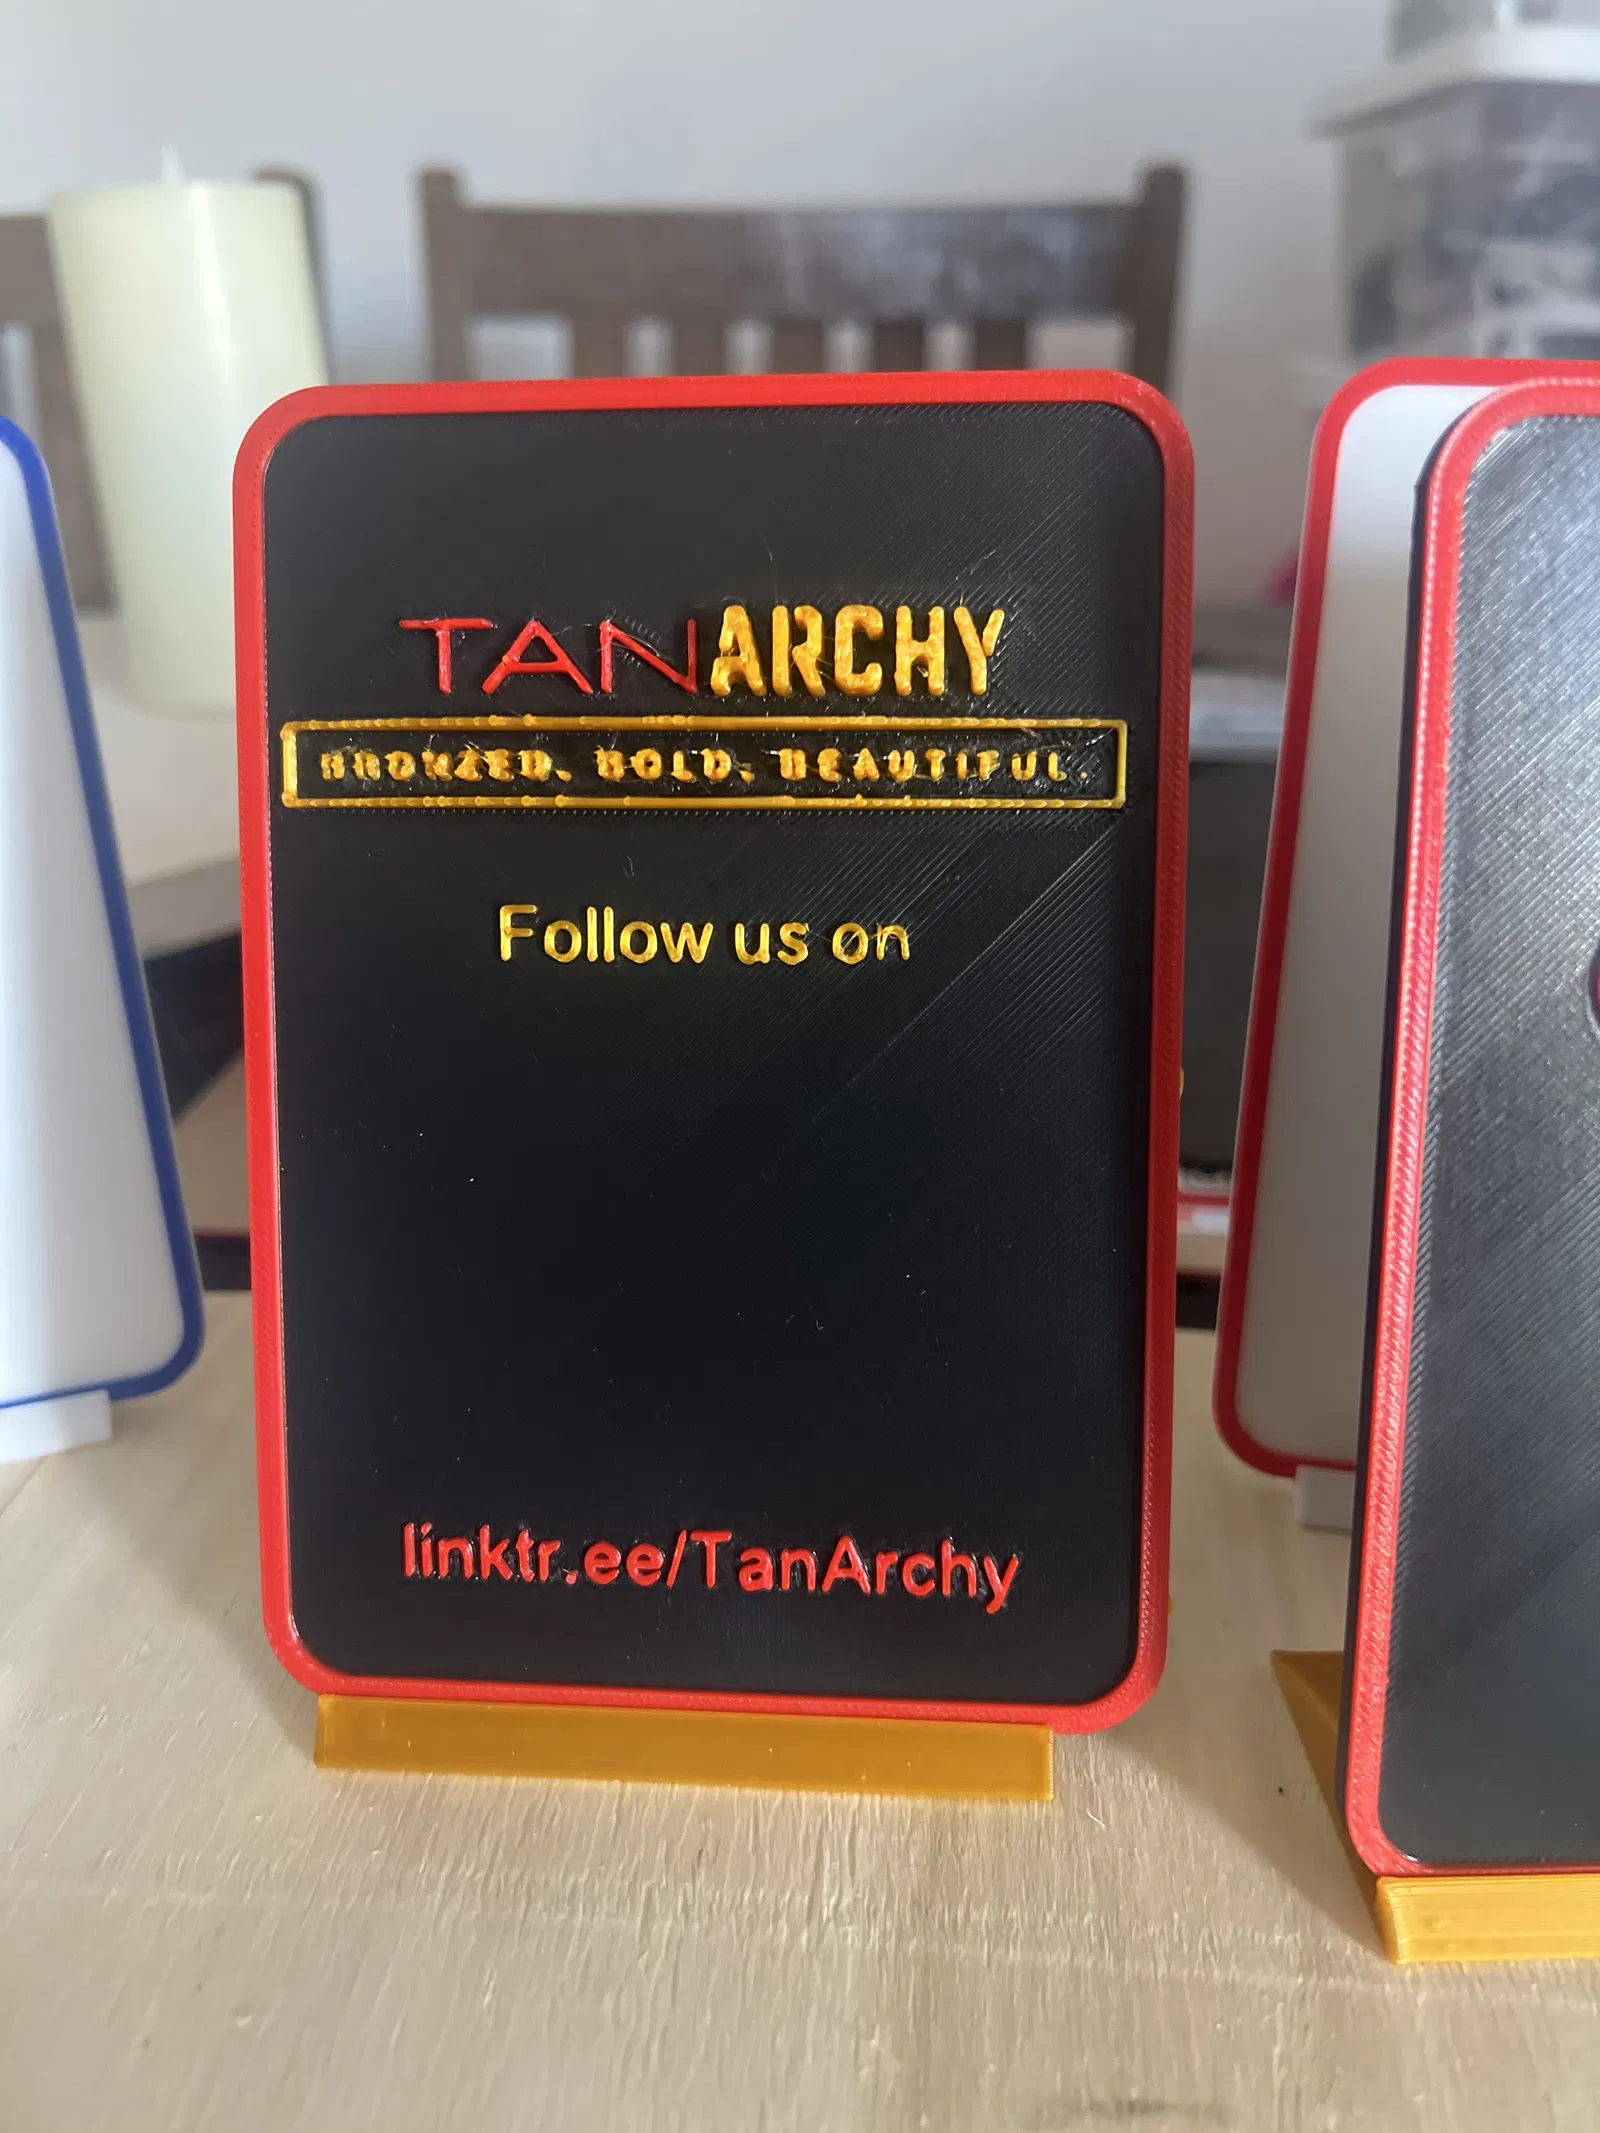 TANARCHY
BRONZED. BOLD. BEAUTIFUL.
Follow us on
linktr.ee/TanArchy